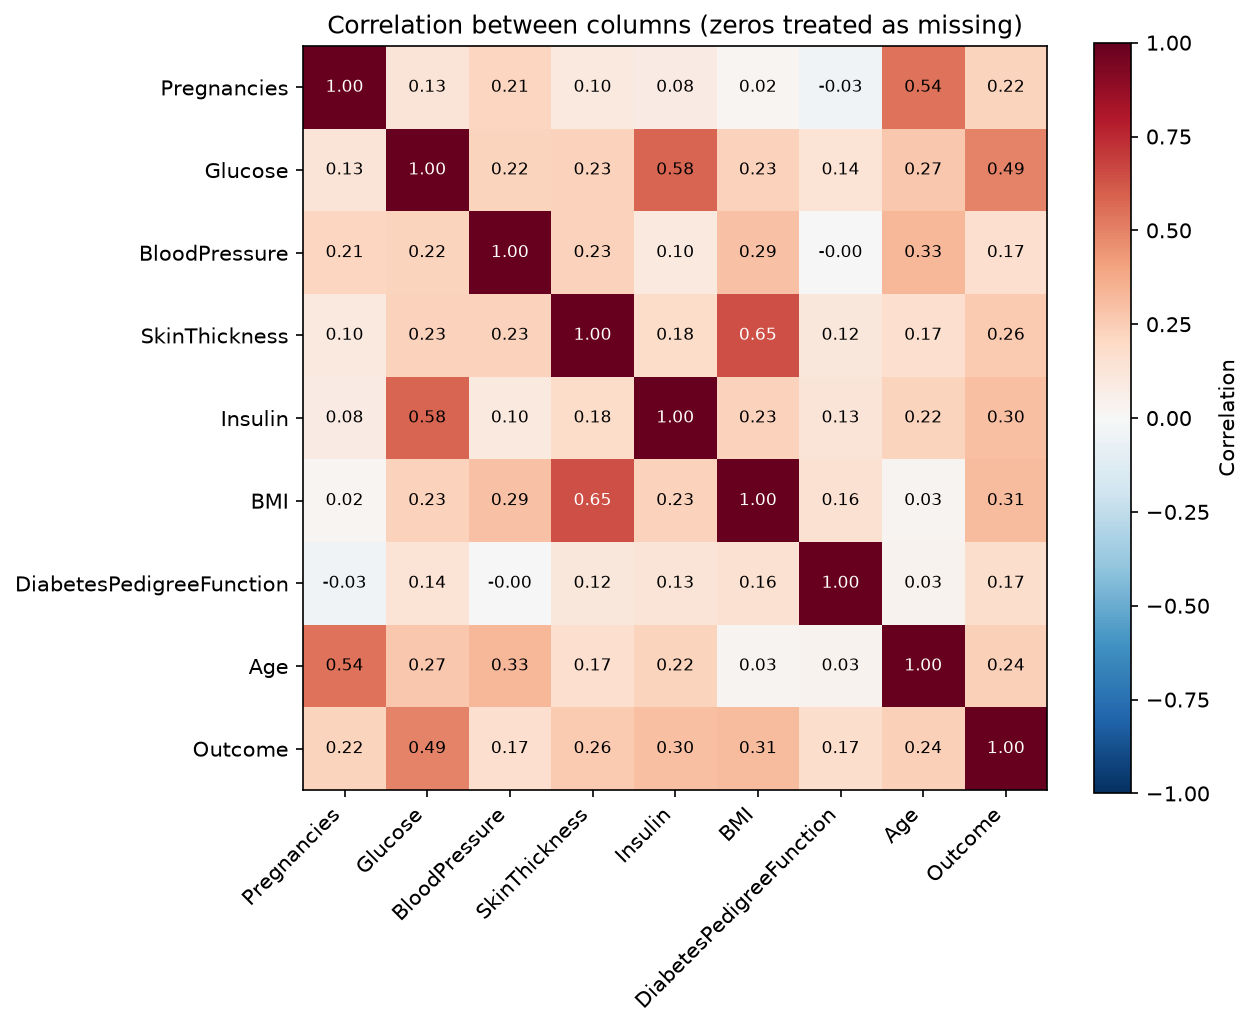 Correlation between columns (zeros treated as missing)
Pregnancies 1.00 0.13 0.21 0.10 0.08 0.02 -0.03 0.54 0.22
Glucose 0.13 1.00 0.22 0.23 0.58 0.23 0.14 0.27 0.49
BloodPressure 0.21 0.22 1.00 0.23 0.10 0.29 -0.00 0.33 0.17
SkinThickness 0.10 0.23 0.23 1.00 0.18 0.65 0.12 0.17 0.26
Insulin 0.08 0.58 0.10 0.18 1.00 0.23 0.13 0.22 0.30
BMI 0.02 0.23 0.29 0.65 0.23 1.00 0.16 0.03 0.31
DiabetesPedigreeFunction -0.03 0.14 -0.00 0.12 0.13 0.16 1.00 0.03 0.17
Age 0.54 0.27 0.33 0.17 0.22 0.03 0.03 1.00 0.24
Outcome 0.22 0.49 0.17 0.26 0.30 0.31 0.17 0.24 1.00
Pregnancies
Glucose
BloodPressure
SkinThickness
Insulin
BMI
DiabetesPedigreeFunction
Age
Outcome
1.00
0.75
0.50
0.25
0.00
−0.25
−0.50
−0.75
−1.00
Correlation